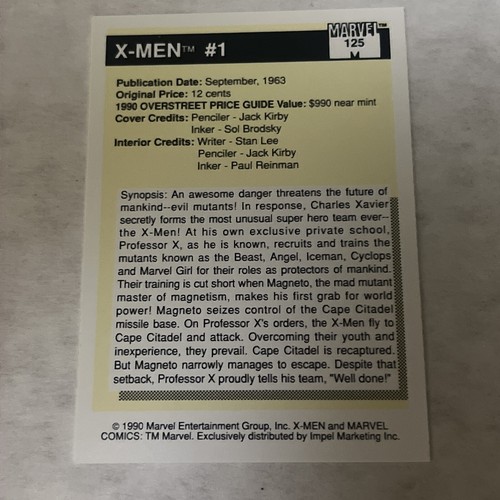 MARVEL™
X-MEN™ #1
125
M
Publication Date: September, 1963
Original Price: 12 cents
1990 OVERSTREET PRICE GUIDE Value: $990 near mint
Cover Credits: Penciler - Jack Kirby
Inker - Sol Brodsky
Interior Credits: Writer - Stan Lee
Penciler - Jack Kirby
Inker - Paul Reinman
Synopsis: An awesome danger threatens the future of
mankind--evil mutants! In response, Charles Xavier
secretly forms the most unusual super hero team ever--
the X-Men! At his own exclusive private school,
Professor X, as he is known, recruits and trains the
mutants known as the Beast, Angel, Iceman, Cyclops
and Marvel Girl for their roles as protectors of mankind.
Their training is cut short when Magneto, the mad mutant
master of magnetism, makes his first grab for world
power! Magneto seizes control of the Cape Citadel
missile base. On Professor X's orders, the X-Men fly to
Cape Citadel and attack. Overcoming their youth and
inexperience, they prevail. Cape Citadel is recaptured.
But Magneto narrowly manages to escape. Despite that
setback, Professor X proudly tells his team, "Well done!"
© 1990 Marvel Entertainment Group, Inc. X-MEN and MARVEL
COMICS: TM Marvel. Exclusively distributed by Impel Marketing Inc.